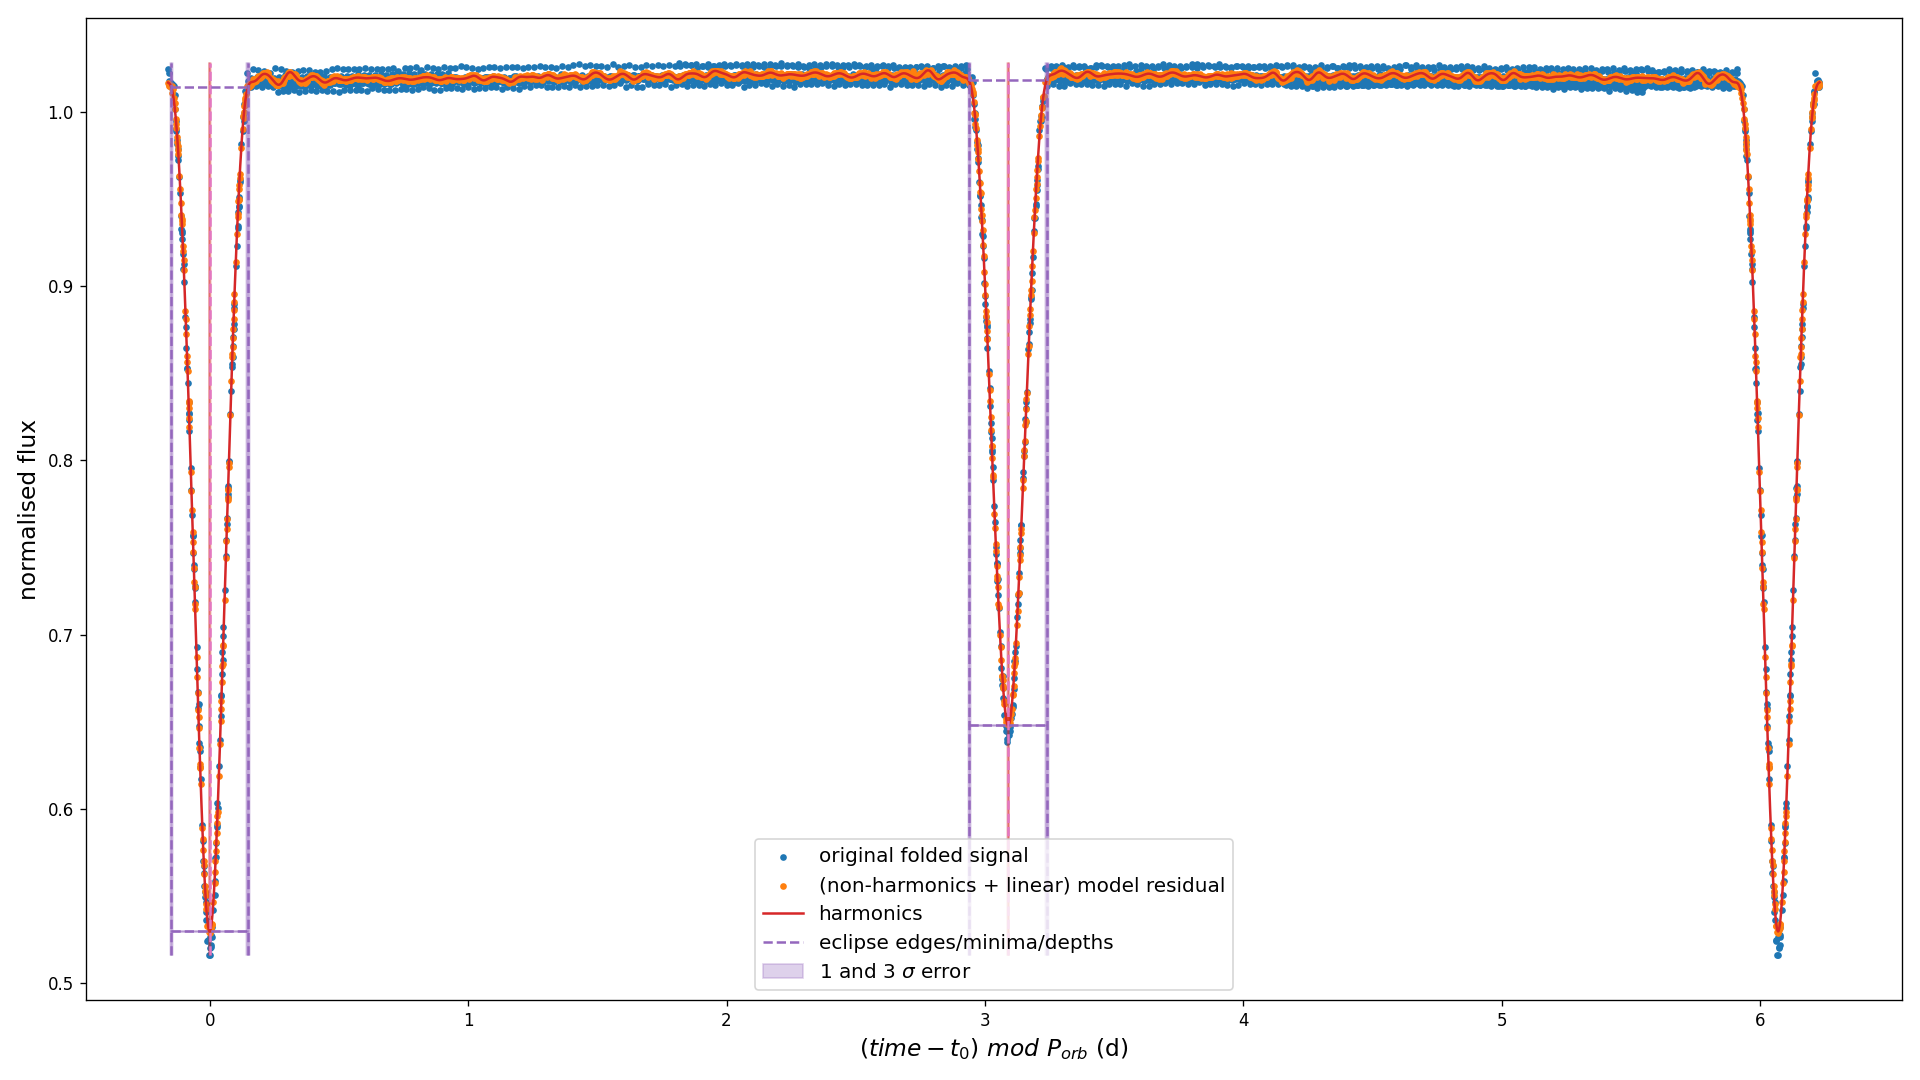 normalised flux
1.0
0.9
0.8
0.7
0.6
0.5
original folded signal
(non-harmonics + linear) model residual
harmonics
eclipse edges/minima/depths
1 and 3 σ error
0 1 2 3 4 5 6
(time − t₀) mod Pₒᵣb (d)